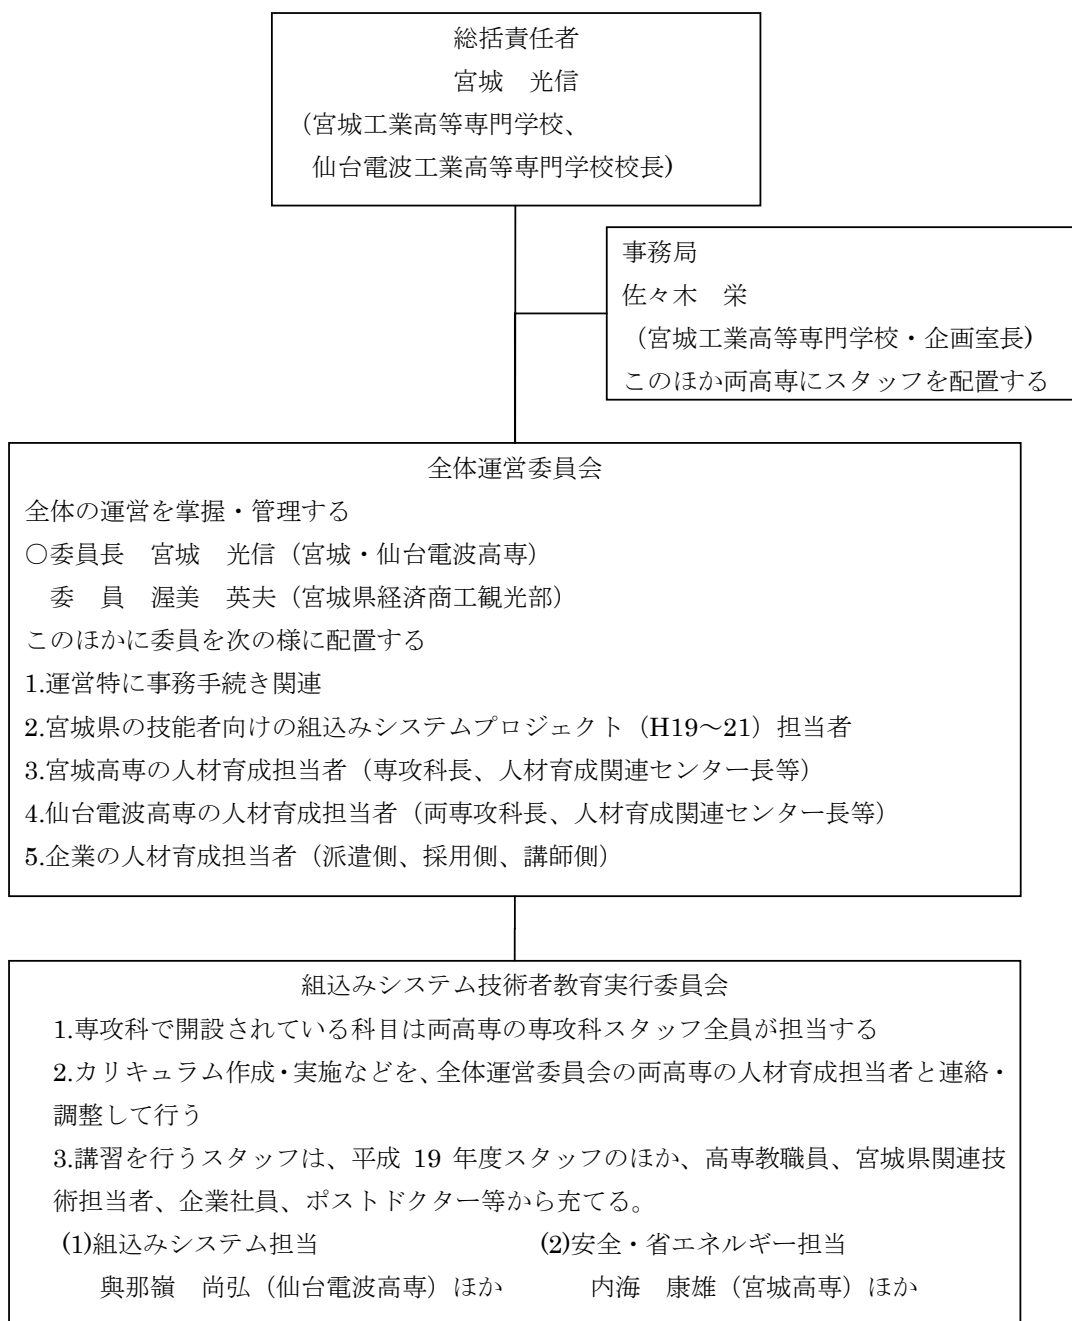 総括責任者
宮城　光信
（宮城工業高等専門学校、
仙台電波工業高等専門学校校長)
事務局
佐々木　栄
（宮城工業高等専門学校・企画室長)
このほか両高専にスタッフを配置する
全体運営委員会
全体の運営を掌握・管理する
○委員長　宮城　光信（宮城・仙台電波高専）
委　員　渥美　英夫（宮城県経済商工観光部）
このほかに委員を次の様に配置する
1.運営特に事務手続き関連
2.宮城県の技能者向けの組込みシステムプロジェクト（H19～21）担当者
3.宮城高専の人材育成担当者（専攻科長、人材育成関連センター長等）
4.仙台電波高専の人材育成担当者（両専攻科長、人材育成関連センター長等）
5.企業の人材育成担当者（派遣側、採用側、講師側）
組込みシステム技術者教育実行委員会
1.専攻科で開設されている科目は両高専の専攻科スタッフ全員が担当する
2.カリキュラム作成・実施などを、全体運営委員会の両高専の人材育成担当者と連絡・
調整して行う
3.講習を行うスタッフは、平成 19 年度スタッフのほか、高専教職員、宮城県関連技
術担当者、企業社員、ポストドクター等から充てる。
(1)組込みシステム担当　(2)安全・省エネルギー担当
與那嶺　尚弘（仙台電波高専）ほか　内海　康雄（宮城高専）ほか